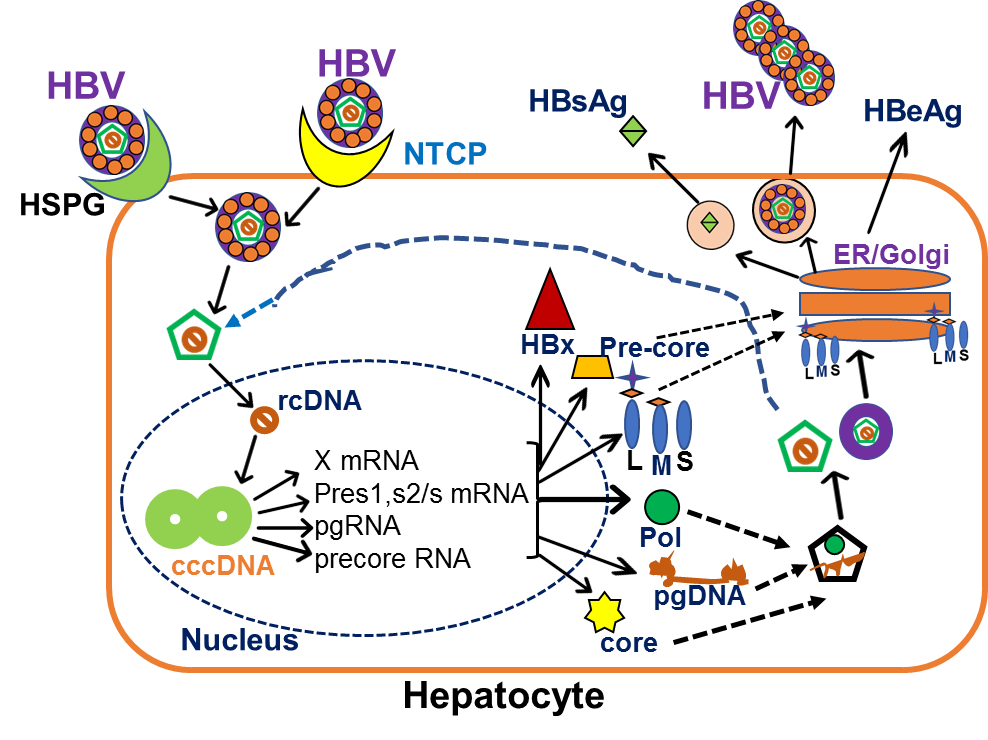 HBV
HBV
HBV
HBsAg
HBeAg
NTCP
HSPG
ER/Golgi
HBx
Pre-core
L M S
L M S
rcDNA
L M S
X mRNA
Pres1,s2/s mRNA
pgRNA
precore RNA
cccDNA
Pol
pgDNA
core
Nucleus
Hepatocyte